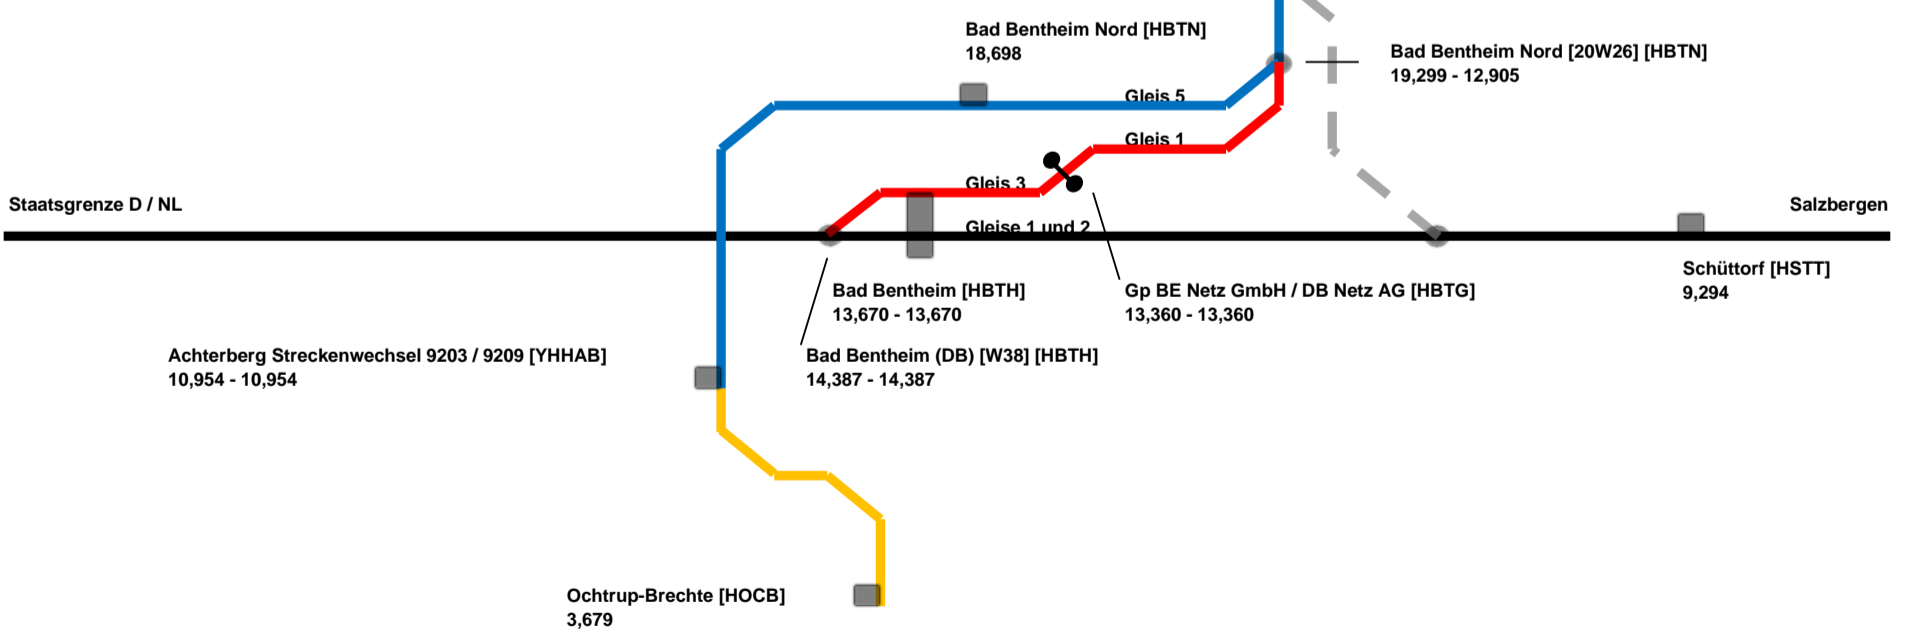 Bad Bentheim Nord [HBTN]
18,698
Bad Bentheim Nord [20W26] [HBTN]
19,299 - 12,905
Gleis 5
Gleis 1
Gleis 3
Staatsgrenze D / NL
Salzbergen
Gleise 1 und 2
Schüttorf [HSTT]
9,294
Bad Bentheim [HBTH]
13,670 - 13,670
Gp BE Netz GmbH / DB Netz AG [HBTG]
13,360 - 13,360
Achterberg Streckenwechsel 9203 / 9209 [YHHAB]
10,954 - 10,954
Bad Bentheim (DB) [W38] [HBTH]
14,387 - 14,387
Ochtrup-Brechte [HOCB]
3,679